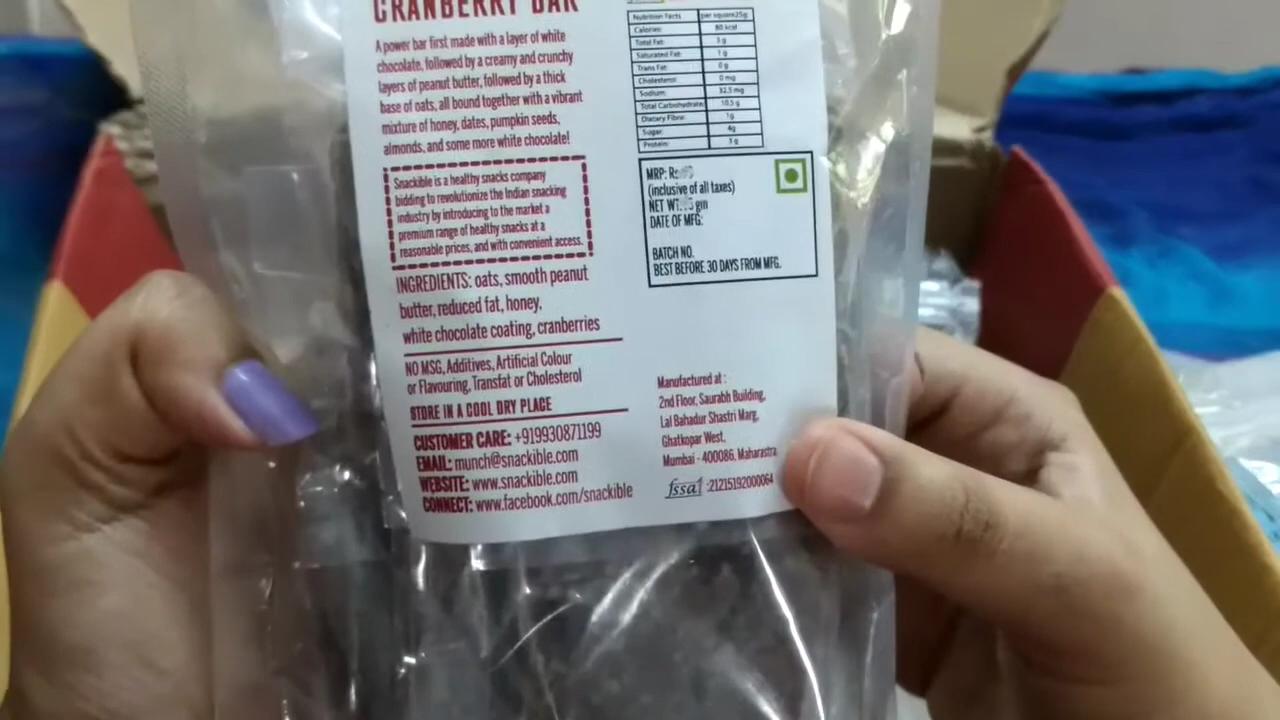 CRANBERRY BAR
A power bar first made with a layer of white
chocolate, followed by a creamy and crunchy
layers of peanut butter, followed by a thick
base of oats, all bound together with a vibrant
mixture of honey, dates, pumpkin seeds,
almonds, and some more white chocolate!
Snackible is a healthy snacks company
bidding to revolutionize the Indian snacking
industry by introducing to the market a
premium range of healthy snacks at a
reasonable prices, and with convenient access.
INGREDIENTS: oats, smooth peanut
butter, reduced fat, honey,
white chocolate coating, cranberries
NO MSG, Additives, Artificial Colour
or Flavouring, Transfat or Cholesterol
STORE IN A COOL DRY PLACE
CUSTOMER CARE: +919930871199
EMAIL: munch@snackible.com
WEBSITE: www.snackible.com
CONNECT: www.facebook.com/snackible
Nutrition Facts per square25g
Calories: 80 kcal
Total Fat: 3 g
Saturated Fat: 1 g
Trans Fat: 0 g
Cholesterol: 0 mg
Sodium: 32.5 mg
Total Carbohydrate: 10.5 g
Dietary Fibre: 1g
Sugar: 4g
Protein: 3 g
MRP: Rs
(inclusive of all taxes)
NET WT. gm
DATE OF MFG:
BATCH NO.
BEST BEFORE 30 DAYS FROM MFG.
Manufactured at :
2nd Floor, Saurabh Building,
Lal Bahadur Shastri Marg,
Ghatkopar West,
Mumbai - 400086, Maharastra
fssai :21215192000064